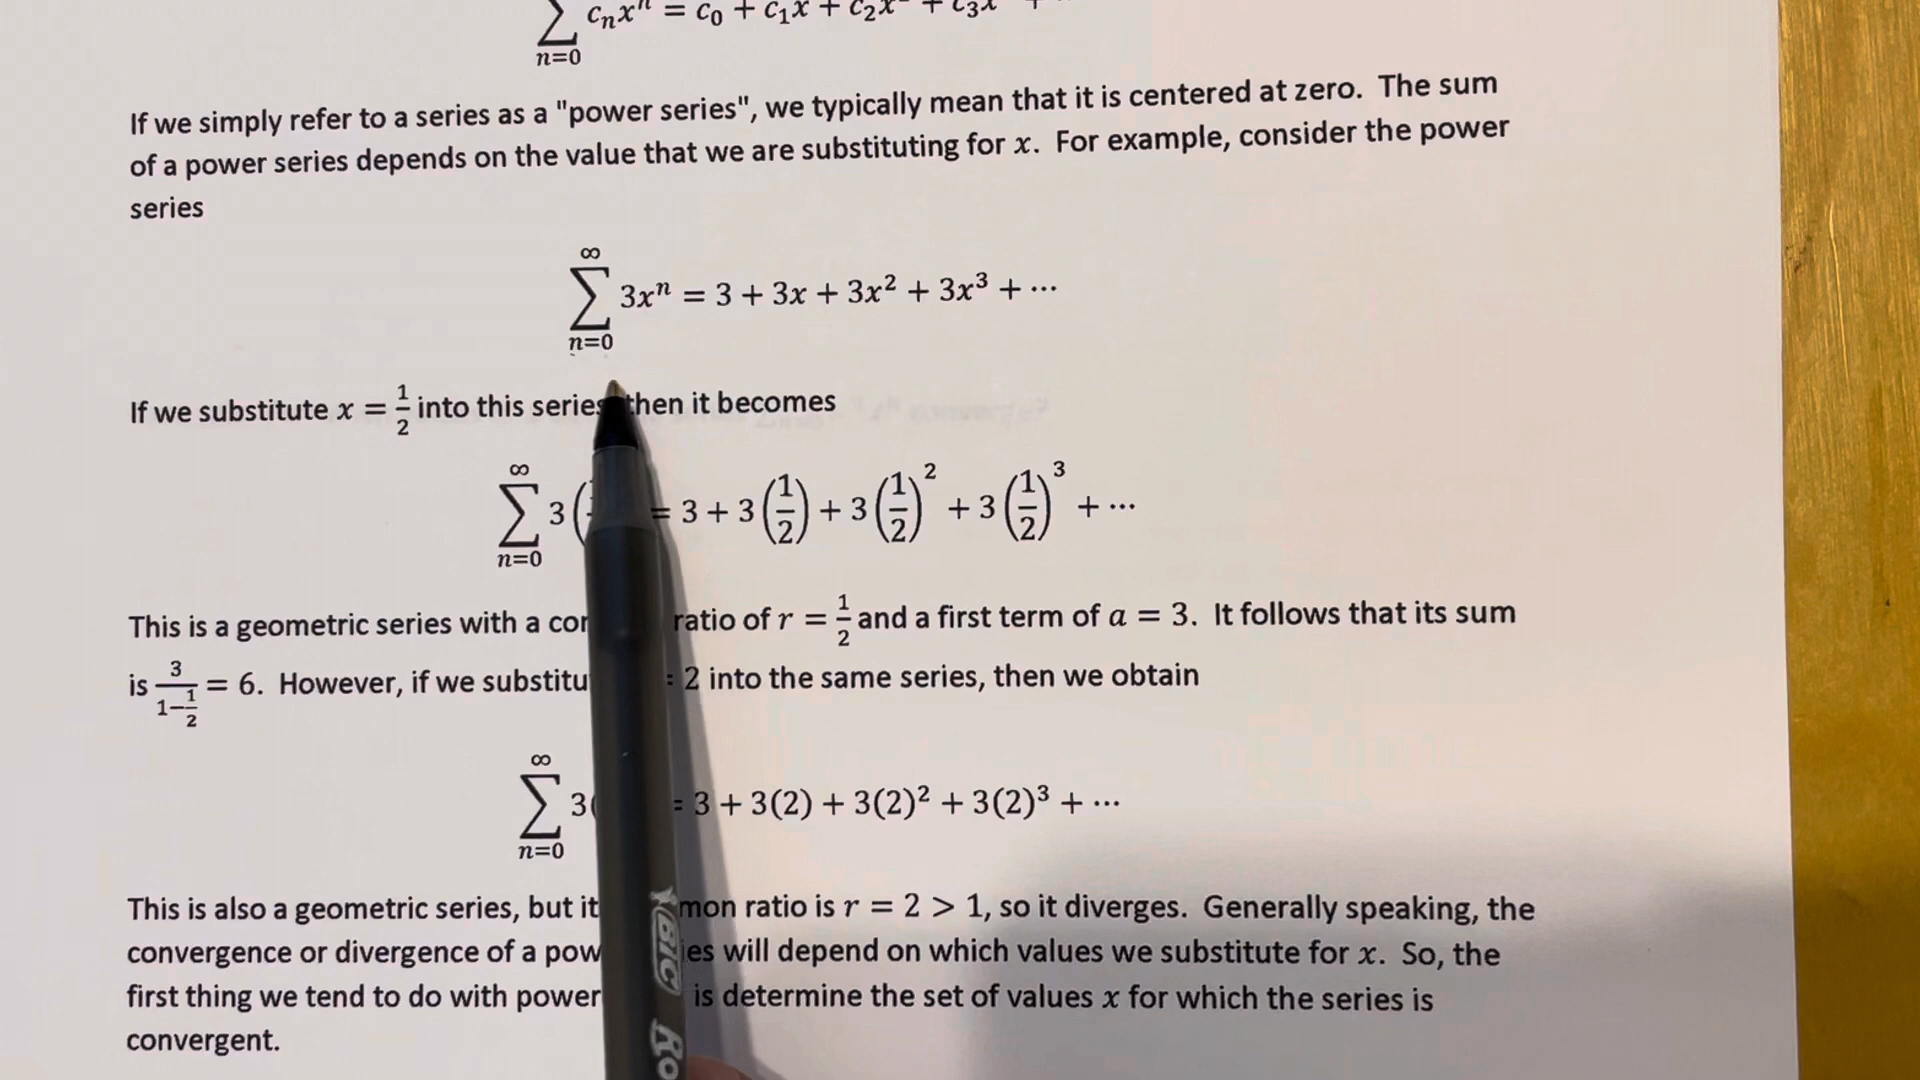 ∑ n=0 cₙxⁿ = c₀ + c₁x + c₂x + c₃x
If we simply refer to a series as a "power series", we typically mean that it is centered at zero. The sum
of a power series depends on the value that we are substituting for x. For example, consider the power
series
∞ ∑ n=0 3xⁿ = 3 + 3x + 3x² + 3x³ + ⋯
If we substitute x = 1/2 into this series then it becomes
∞ ∑ n=0 3( = 3 + 3(1/2) + 3(1/2)² + 3(1/2)³ + ⋯
This is a geometric series with a ratio of r = 1/2 and a first term of a = 3. It follows that its sum
is 3/(1−1/2) = 6. However, if we = 2 into the same series, then we obtain
∞ ∑ n=0 3( = 3 + 3(2) + 3(2)² + 3(2)³ + ⋯
This is also a geometric series, but ratio is r = 2 > 1, so it diverges. Generally speaking, the
convergence or divergence of a will depend on which values we substitute for x. So, the
first thing we tend to do with power is determine the set of values x for which the series is
convergent.
BIC